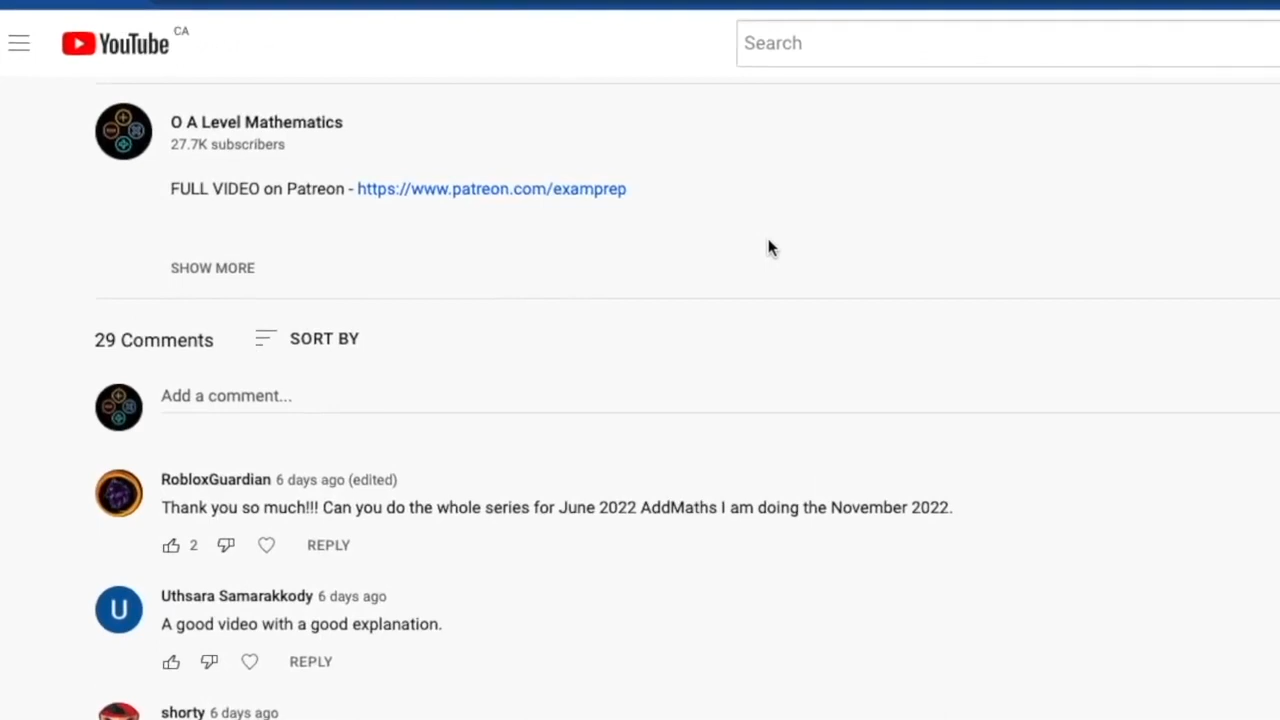 YouTube CA
Search
O A Level Mathematics
27.7K subscribers
FULL VIDEO on Patreon - https://www.patreon.com/examprep
SHOW MORE
29 Comments SORT BY
Add a comment...
RobloxGuardian 6 days ago (edited)
Thank you so much!!! Can you do the whole series for June 2022 AddMaths I am doing the November 2022.
2 REPLY
U
Uthsara Samarakkody 6 days ago
A good video with a good explanation.
REPLY
shorty 6 days ago